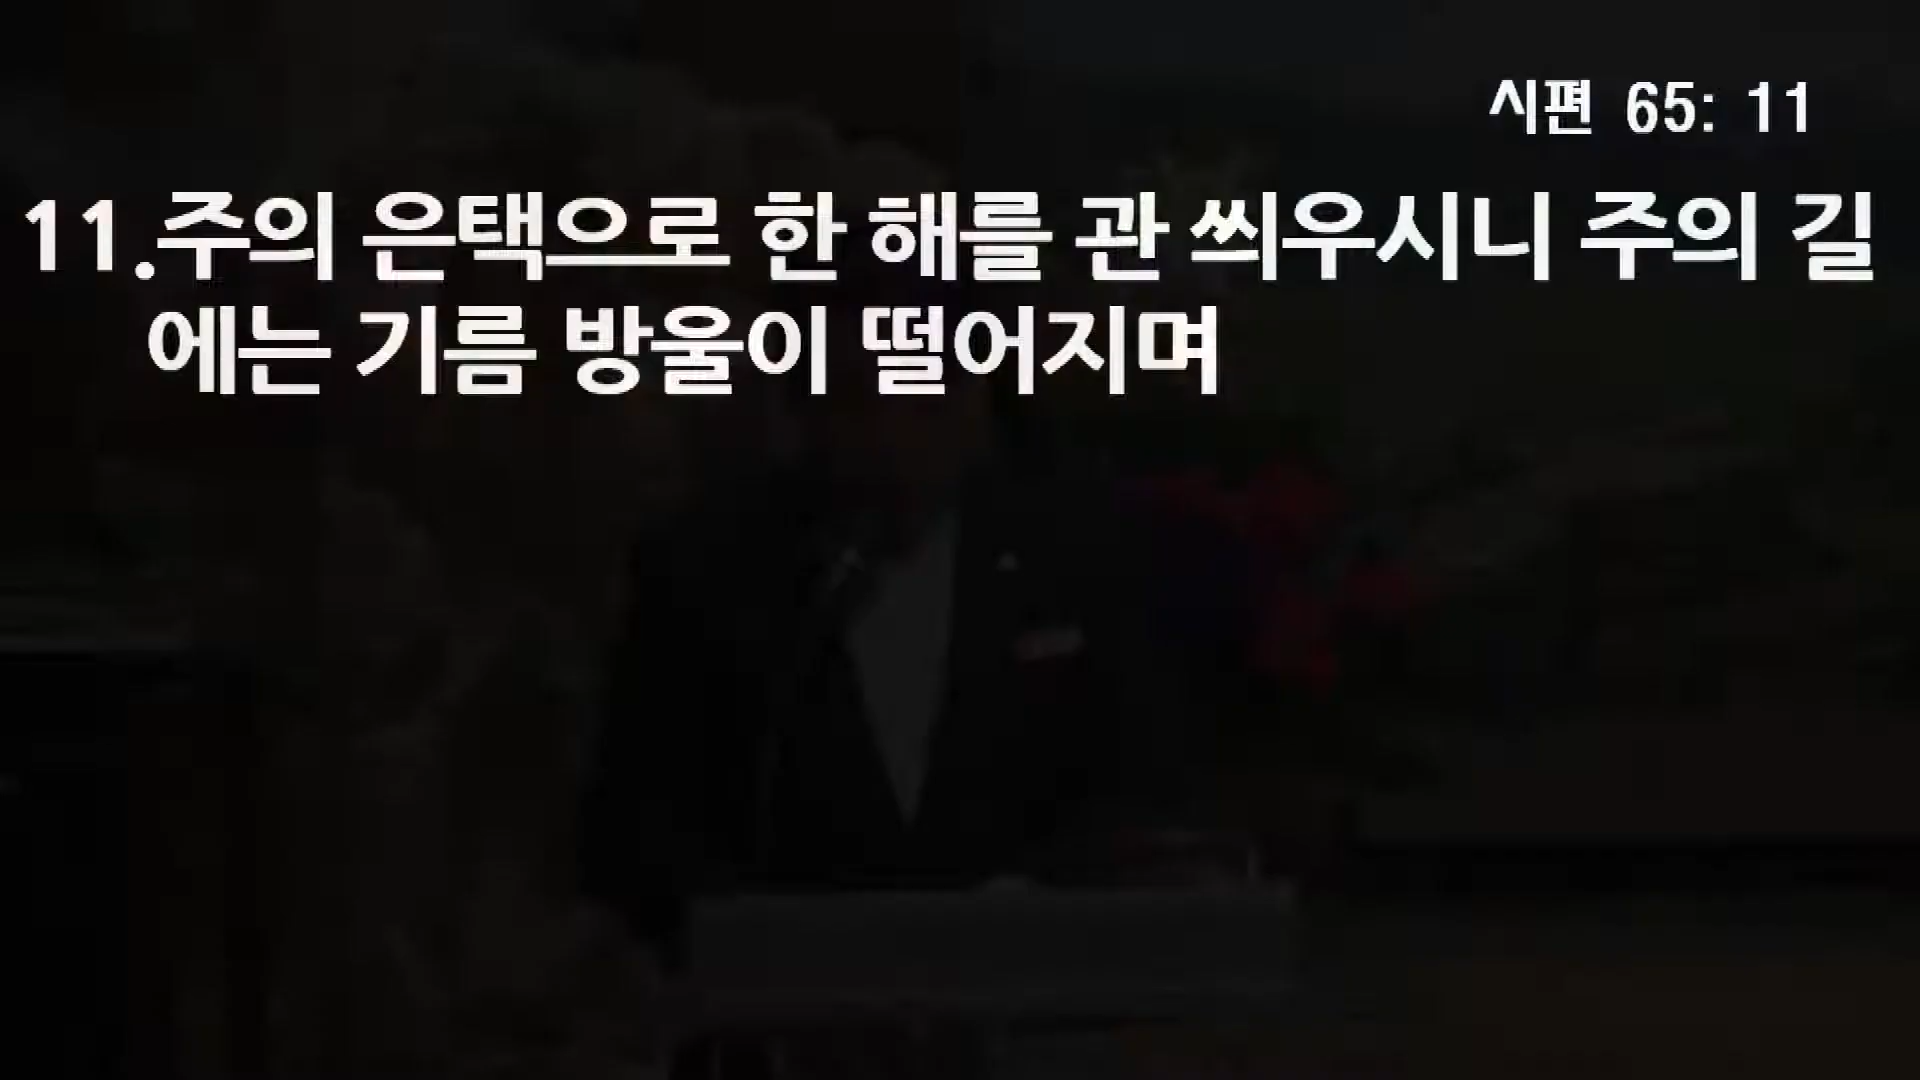 시편 65: 11
11.주의 은택으로 한 해를 관 씌우시니 주의 길
에는 기름 방울이 떨어지며